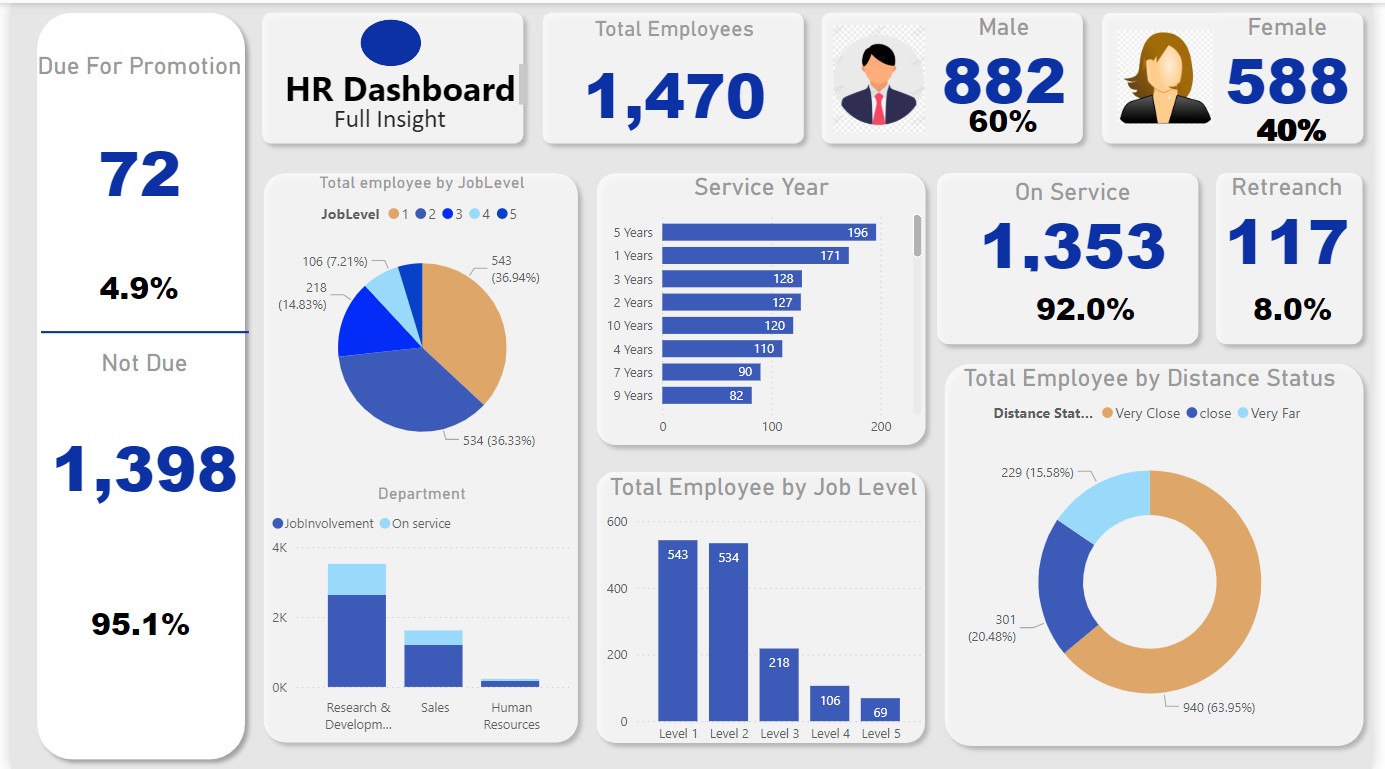 Due For Promotion
72
4.9%
Not Due
1,398
95.1%
HR Dashboard
Full Insight
Total Employees
1,470
Male
882
60%
Female
588
40%
Total employee by JobLevel
JobLevel 1 2 3 4 5
106 (7.21%)
543
(36.94%)
218
(14.83%)
534 (36.33%)
Department
JobInvolvement On service
4K
2K
0K
Research &
Developm...
Sales
Human
Resources
Service Year
5 Years 196
1 Years 171
3 Years 128
2 Years 127
10 Years 120
4 Years 110
7 Years 90
9 Years 82
0 100 200
Total Employee by Job Level
600
400
200
0
543
534
218
106
69
Level 1 Level 2 Level 3 Level 4 Level 5
On Service
1,353
92.0%
Retreanch
117
8.0%
Total Employee by Distance Status
Distance Stat... Very Close close Very Far
229 (15.58%)
301
(20.48%)
940 (63.95%)